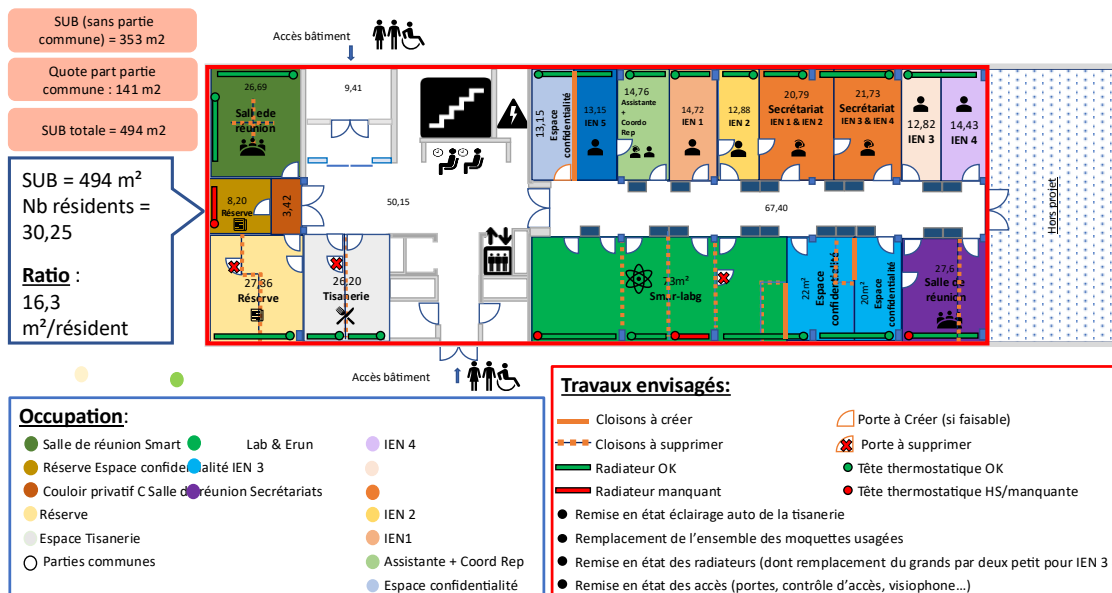 SUB (sans partie
commune) = 353 m2
Quote part partie
commune : 141 m2
SUB totale = 494 m2
SUB = 494 m²
Nb résidents =
30,25
Ratio :
16,3
m²/résident
Accès bâtiment
26,69
Salle de
réunion
9,41
8,20
Réserve
3,42
50,15
27,36
Réserve
26,20
Tisanerie
13,15
Espace
confidentialité
13,15
IEN 5
14,76
Assistante
+
Coordo
Rep
14,72
IEN 1
12,88
IEN 2
20,79
Secrétariat
IEN 1 & IEN 2
21,73
Secrétariat
IEN 3 & IEN 4
12,82
IEN 3
14,43
IEN 4
67,40
73m²
Smar-labg
22m²
Espace
confidentialité
20m²
Espace
confidentialité
27,6
Salle de
réunion
Hors projet
Accès bâtiment
Occupation:
Salle de réunion Smart Lab & Erun
Réserve Espace confidentialité IEN 3
Couloir privatif C Salle de réunion Secrétariats
Réserve
Espace Tisanerie
Parties communes
IEN 4
IEN 2
IEN1
Assistante + Coord Rep
Espace confidentialité
Travaux envisagés:
Cloisons à créer
Cloisons à supprimer
Radiateur OK
Radiateur manquant
Porte à Créer (si faisable)
Porte à supprimer
Tête thermostatique OK
Tête thermostatique HS/manquante
Remise en état éclairage auto de la tisanerie
Remplacement de l'ensemble des moquettes usagées
Remise en état des radiateurs (dont remplacement du grands par deux petit pour IEN 3
Remise en état des accès (portes, contrôle d'accès, visiophone…)